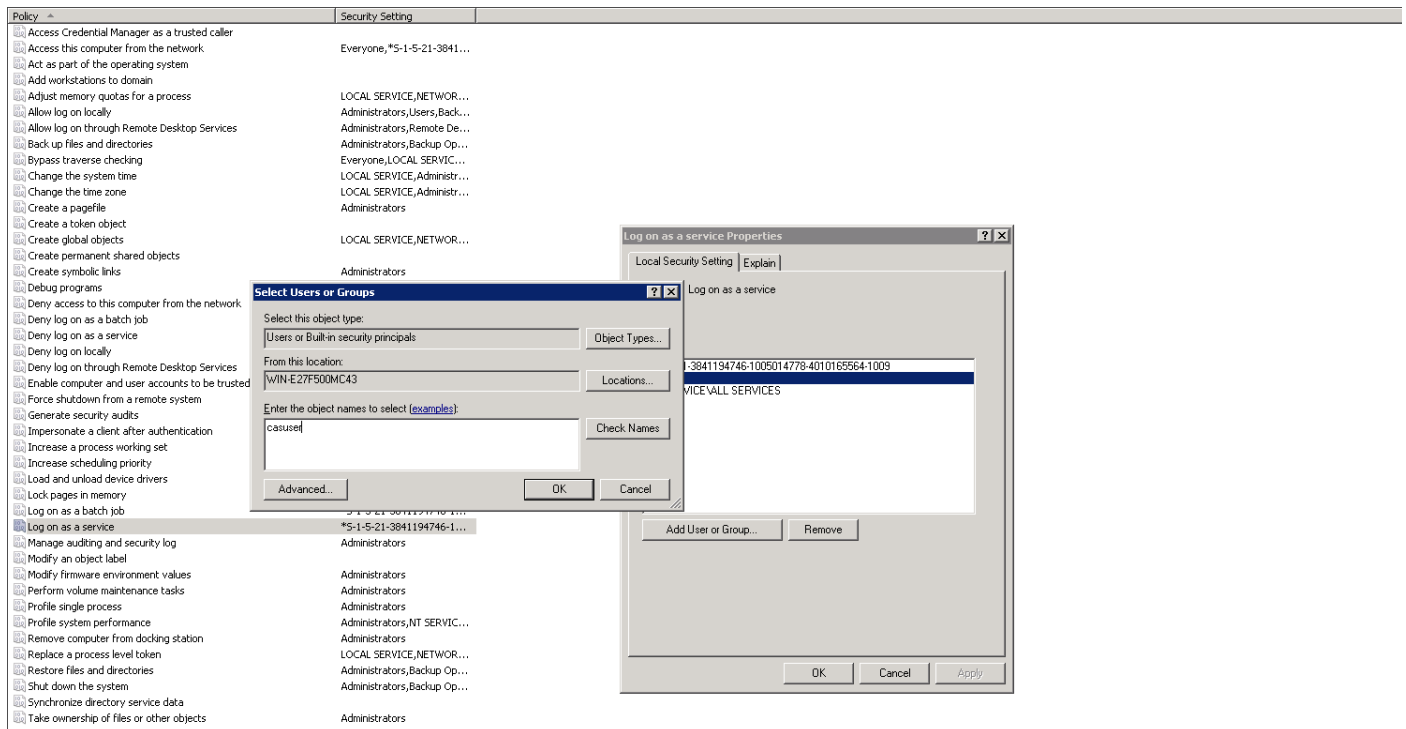 Policy Security Setting
Access Credential Manager as a trusted caller
Access this computer from the network Everyone,*S-1-5-21-3841...
Act as part of the operating system
Add workstations to domain
Adjust memory quotas for a process LOCAL SERVICE,NETWOR...
Allow log on locally Administrators,Users,Back...
Allow log on through Remote Desktop Services Administrators,Remote De...
Back up files and directories Administrators,Backup Op...
Bypass traverse checking Everyone,LOCAL SERVIC...
Change the system time LOCAL SERVICE,Administr...
Change the time zone LOCAL SERVICE,Administr...
Create a pagefile Administrators
Create a token object
Create global objects LOCAL SERVICE,NETWOR...
Create permanent shared objects
Create symbolic links Administrators
Debug programs
Deny access to this computer from the network
Deny log on as a batch job
Deny log on as a service
Deny log on locally
Deny log on through Remote Desktop Services
Enable computer and user accounts to be trusted
Force shutdown from a remote system
Generate security audits
Impersonate a client after authentication
Increase a process working set
Increase scheduling priority
Load and unload device drivers
Lock pages in memory
Log on as a batch job
Log on as a service *S-1-5-21-3841194746-1...
Manage auditing and security log Administrators
Modify an object label
Modify firmware environment values Administrators
Perform volume maintenance tasks Administrators
Profile single process Administrators
Profile system performance Administrators,NT SERVIC...
Remove computer from docking station Administrators
Replace a process level token LOCAL SERVICE,NETWOR...
Restore files and directories Administrators,Backup Op...
Shut down the system Administrators,Backup Op...
Synchronize directory service data
Take ownership of files or other objects Administrators
Select Users or Groups
Select this object type:
Users or Built-in security principals Object Types...
From this location:
WIN-E27F500MC43 Locations...
Enter the object names to select (examples):
casuser Check Names
Advanced... OK Cancel
Log on as a service Properties
Local Security Setting Explain
Log on as a service
1-3841194746-1005014778-4010165564-1009
VICE\ALL SERVICES
Add User or Group... Remove
OK Cancel Apply